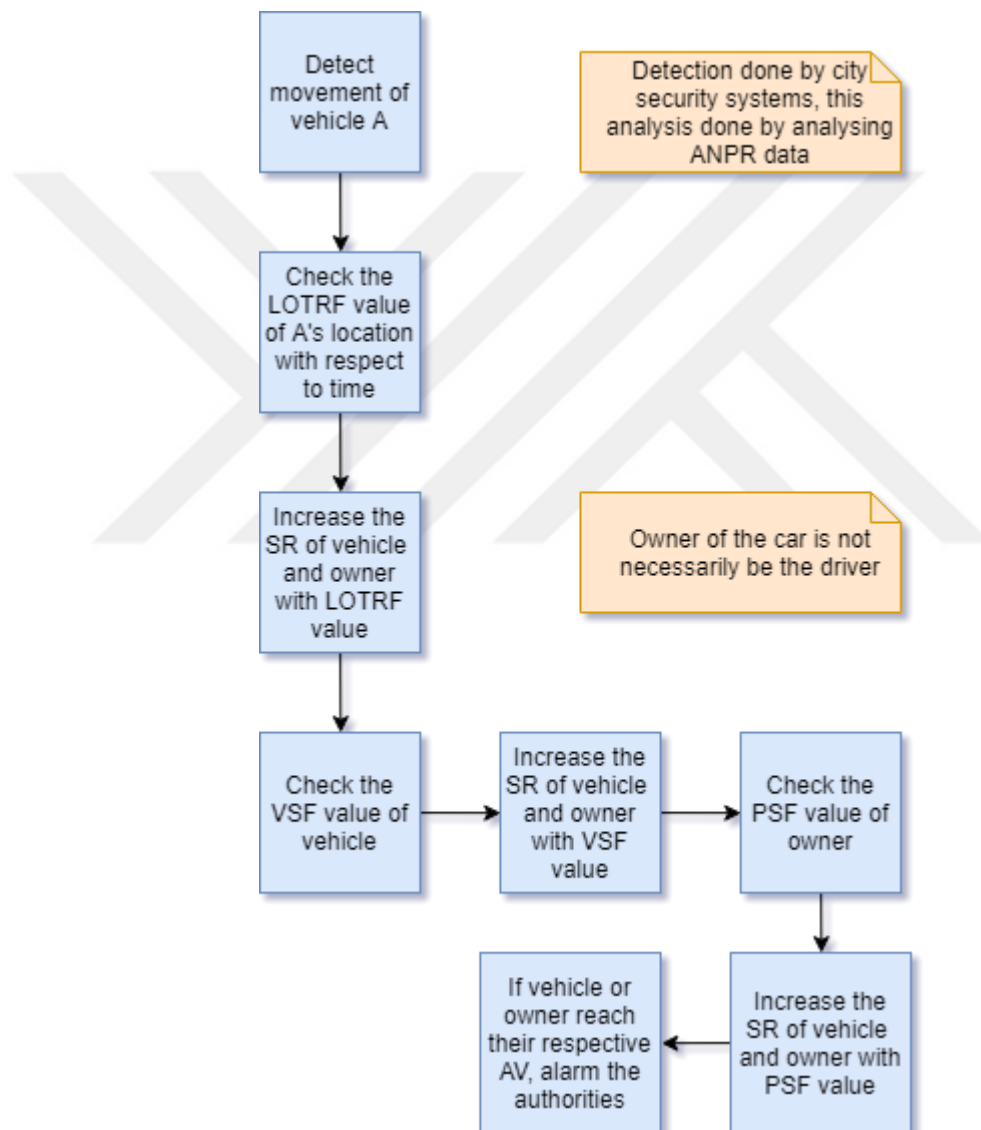 Detect
movement of
vehicle A
Detection done by city
security systems, this
analysis done by analysing
ANPR data
Check the
LOTRF value
of A's location
with respect
to time
Increase the
SR of vehicle
and owner
with LOTRF
value
Owner of the car is not
necessarily be the driver
Check the
VSF value of
vehicle
Increase the
SR of vehicle
and owner
with VSF
value
Check the
PSF value of
owner
Increase the
SR of vehicle
and owner with
PSF value
If vehicle or
owner reach
their respective
AV, alarm the
authorities